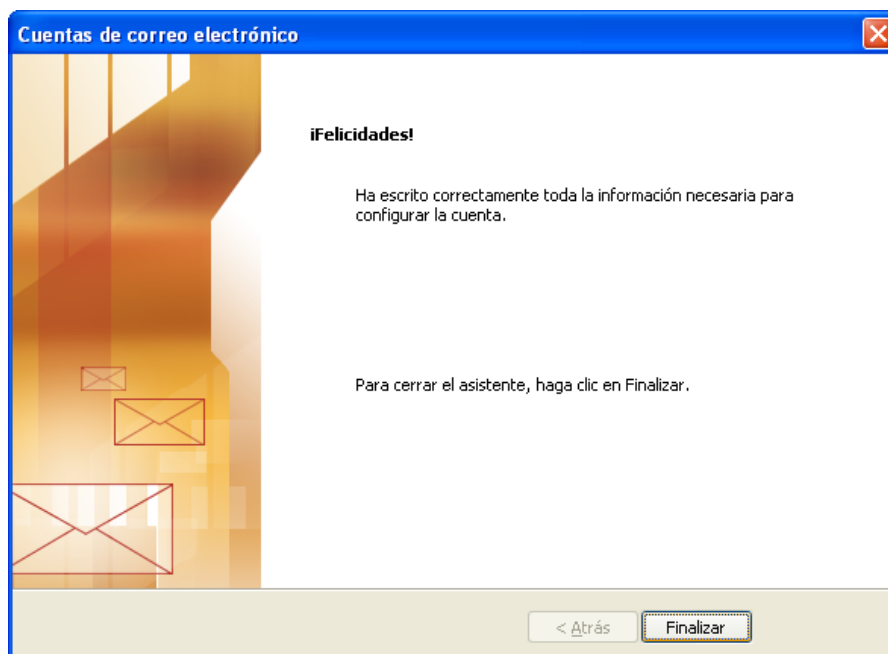 Cuentas de correo electrónico
¡Felicidades!
Ha escrito correctamente toda la información necesaria para
configurar la cuenta.
Para cerrar el asistente, haga clic en Finalizar.
< Atrás
Finalizar